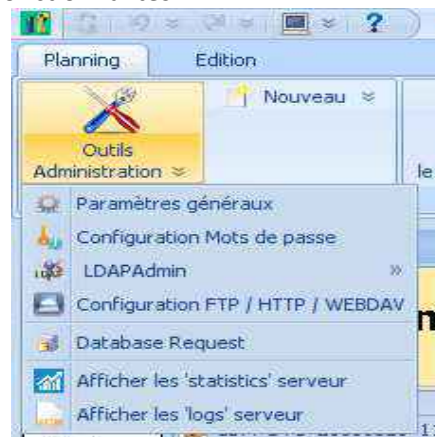 ?
Planning Edition
Nouveau
Outils
Administration
le
Paramètres généraux
Configuration Mots de passe
LDAPAdmin
Configuration FTP / HTTP / WEBDAV
Database Request
Afficher les 'statistics' serveur
Afficher les 'logs' serveur